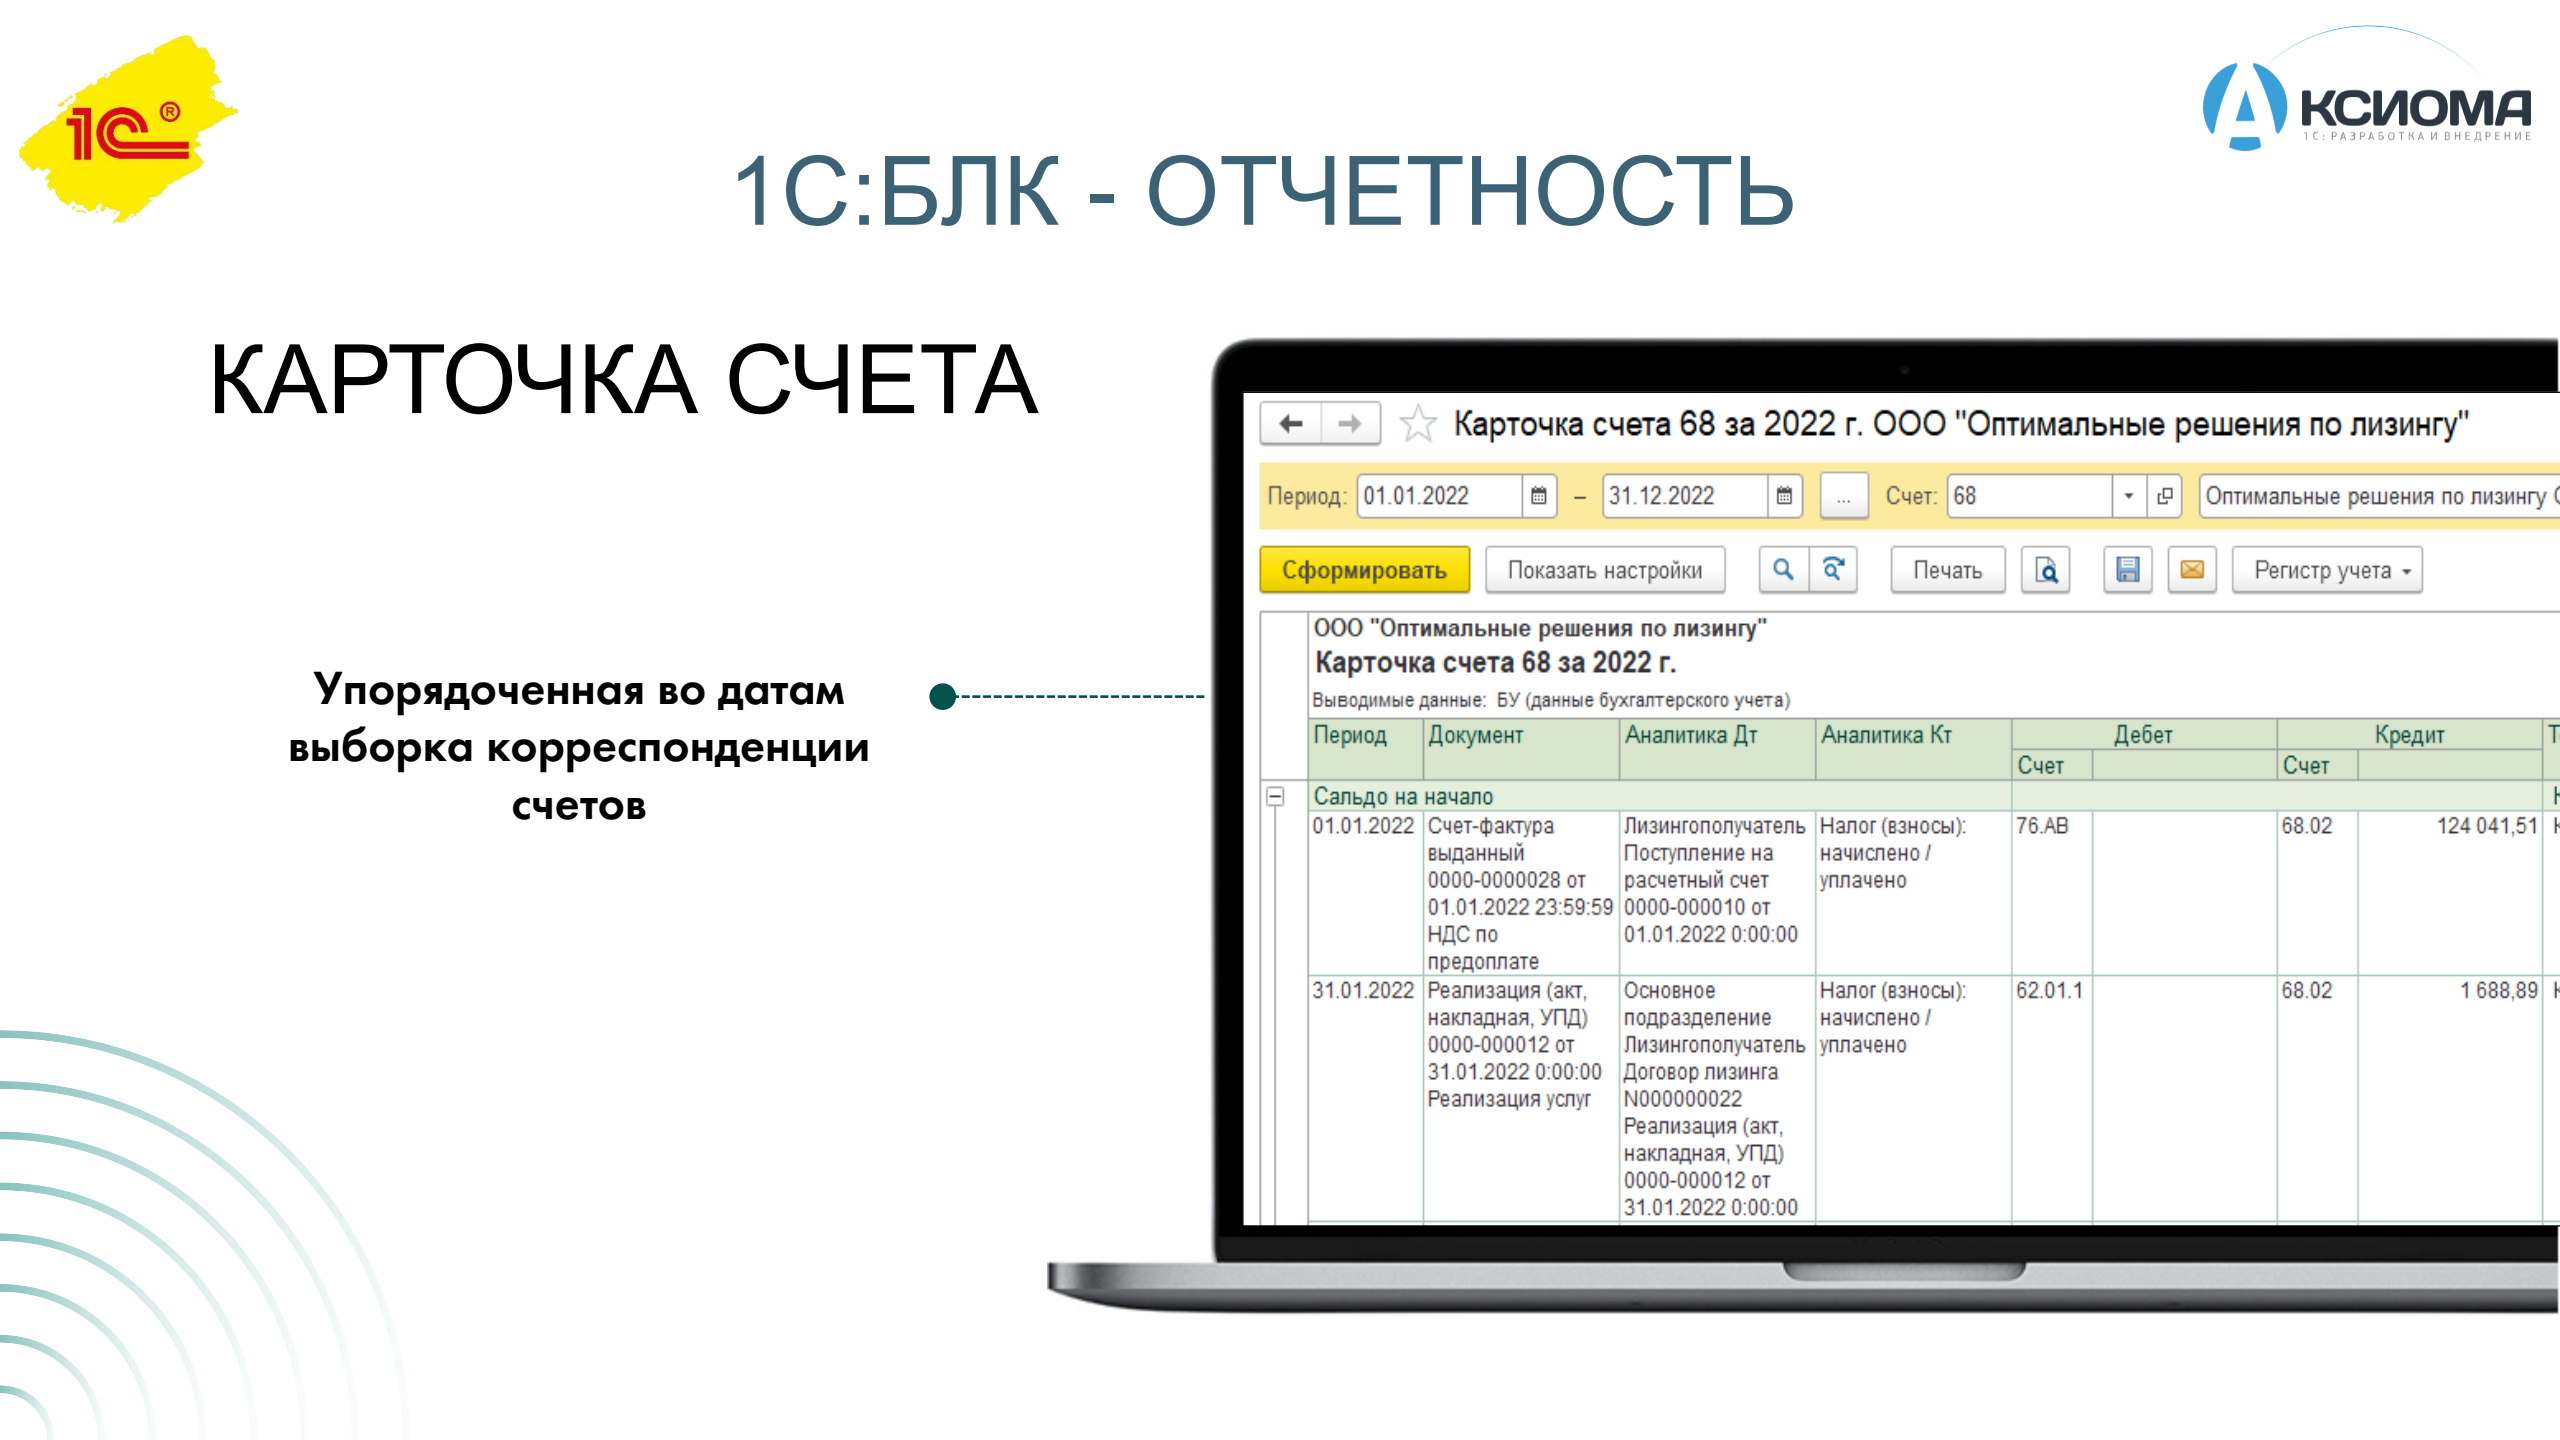 1С®
АКСИОМА
1С: РАЗРАБОТКА И ВНЕДРЕНИЕ
1С:БЛК - ОТЧЕТНОСТЬ
КАРТОЧКА СЧЕТА
Упорядоченная во датам
выборка корреспонденции
счетов
Карточка счета 68 за 2022 г. ООО "Оптимальные решения по лизингу"
Период: 01.01.2022 – 31.12.2022 ... Счет: 68 Оптимальные решения по лизингу
Сформировать Показать настройки Печать Регистр учета
ООО "Оптимальные решения по лизингу"
Карточка счета 68 за 2022 г.
Выводимые данные: БУ (данные бухгалтерского учета)
Период Документ Аналитика Дт Аналитика Кт Дебет Кредит
Счет Счет
Сальдо на начало
01.01.2022 Счет-фактура Лизингополучатель Налог (взносы): 76.АВ 68.02 124 041,51
выданный Поступление на начислено /
0000-0000028 от расчетный счет уплачено
01.01.2022 23:59:59 0000-000010 от
НДС по 01.01.2022 0:00:00
предоплате
31.01.2022 Реализация (акт, Основное Налог (взносы): 62.01.1 68.02 1 688,89
накладная, УПД) подразделение начислено /
0000-000012 от Лизингополучатель уплачено
31.01.2022 0:00:00 Договор лизинга
Реализация услуг N000000022
Реализация (акт,
накладная, УПД)
0000-000012 от
31.01.2022 0:00:00